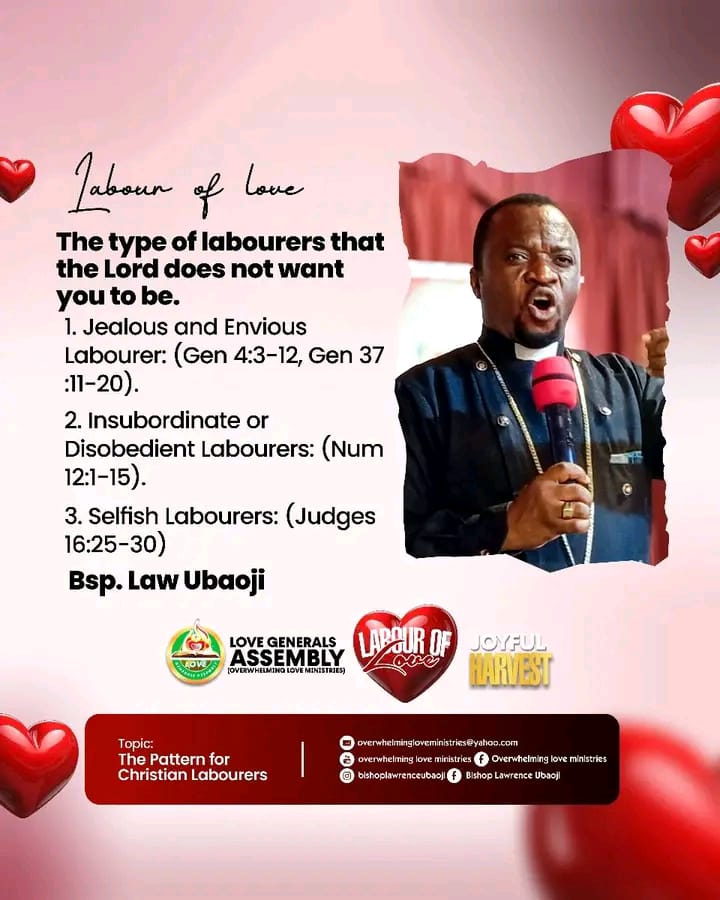 Labour of love
The type of labourers that
the Lord does not want
you to be.
1. Jealous and Envious
Labourer: (Gen 4:3-12, Gen 37
:11-20).
2. Insubordinate or
Disobedient Labourers: (Num
12:1-15).
3. Selfish Labourers: (Judges
16:25-30)
Bsp. Law Ubaoji
LOVE
LOVE GENERALS
ASSEMBLY
(OVERWHELMING LOVE MINISTRIES)
LABOUR OF
Love
JOYFUL
HARVEST
Topic:
The Pattern for
Christian Labourers
overwhelmingloveministries@yahoo.com
overwhelming love ministries Overwhelming love ministries
bishoplawrenceubaoji Bishop Lawrence Ubaoji